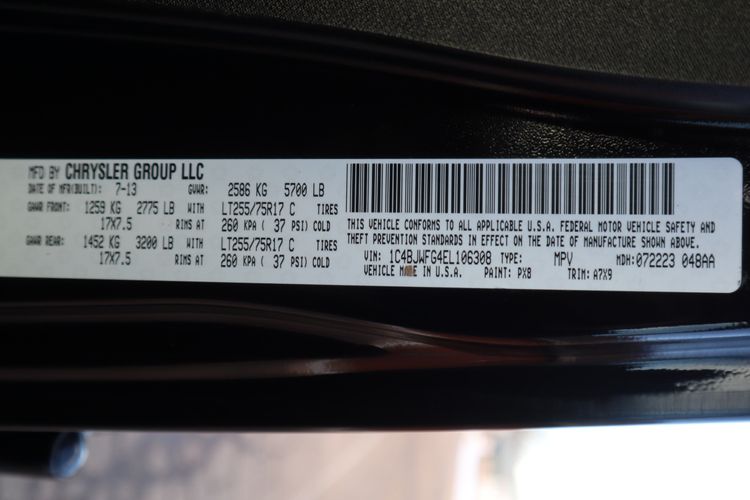 MFD BY CHRYSLER GROUP LLC
DATE OF MFR(BUILT): 7-13 GVWR: 2586 KG 5700 LB
GAWR FRONT: 1259 KG 2775 LB WITH LT255/75R17 C TIRES
17X7.5 RIMS AT 260 KPA ( 37 PSI) COLD
GAWR REAR: 1452 KG 3200 LB WITH LT255/75R17 C TIRES
17X7.5 RIMS AT 260 KPA ( 37 PSI) COLD
THIS VEHICLE CONFORMS TO ALL APPLICABLE U.S.A. FEDERAL MOTOR VEHICLE SAFETY AND
THEFT PREVENTION STANDARDS IN EFFECT ON THE DATE OF MANUFACTURE SHOWN ABOVE.
VIN: 1C4BJWFG4EL106308 TYPE: MPV MDH: 072223 048AA
VEHICLE MADE IN U.S.A. PAINT: PX8 TRIM: A7X9